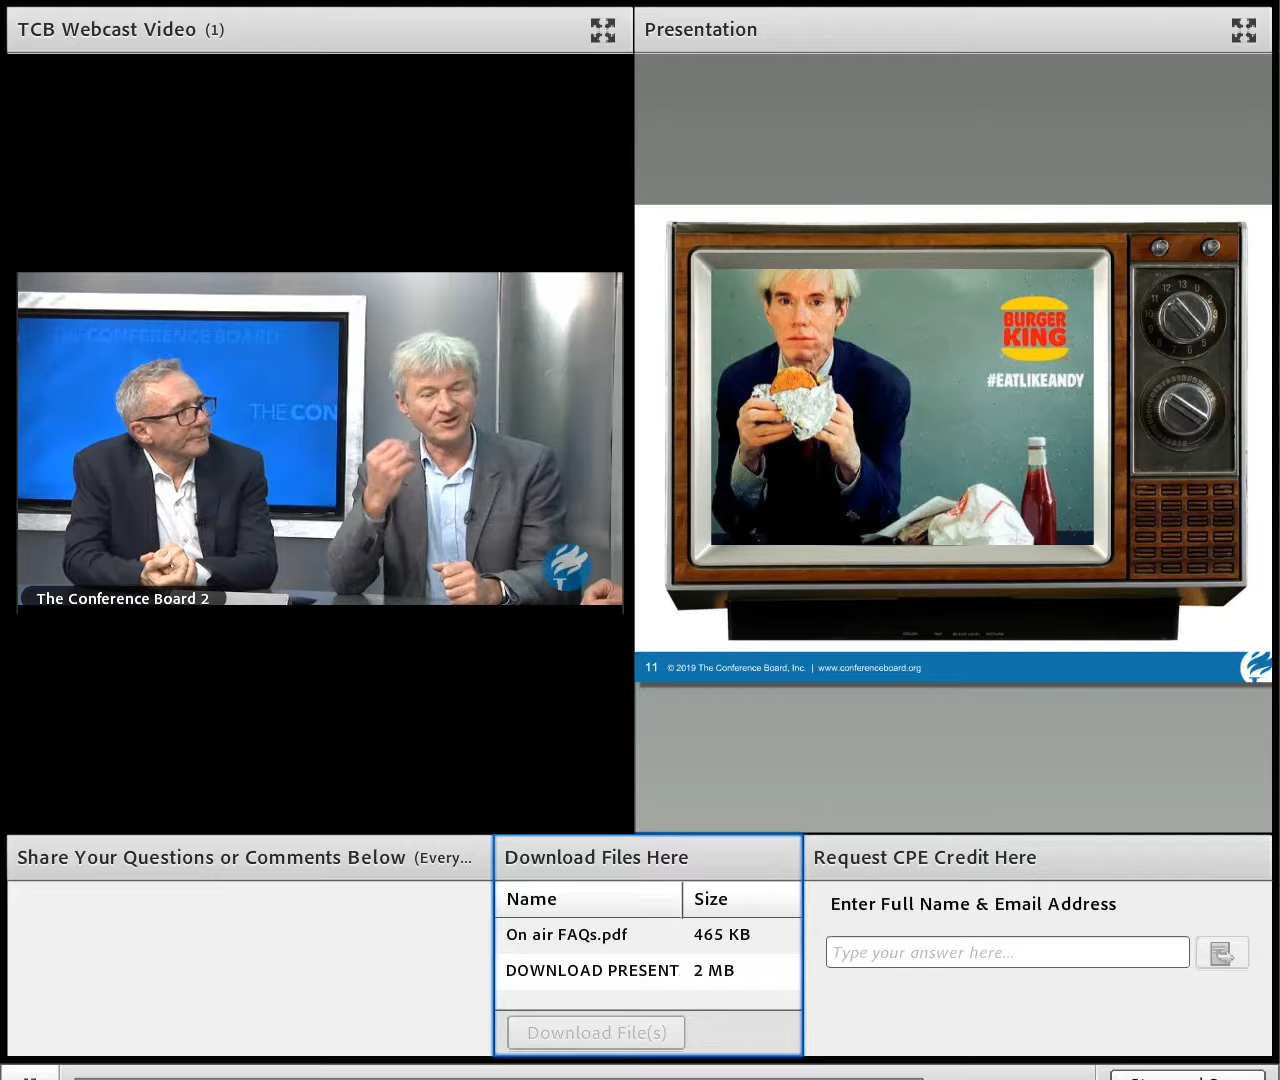 TCB Webcast Video (1)
Presentation
THE CONFERENCE BOARD
THE CON
The Conference Board 2
BURGER
KING
#EATLIKEANDY
11 © 2019 The Conference Board, Inc. | www.conferenceboard.org
Share Your Questions or Comments Below (Every...
Download Files Here
Name Size
On air FAQs.pdf 465 KB
DOWNLOAD PRESENT 2 MB
Download File(s)
Request CPE Credit Here
Enter Full Name & Email Address
Type your answer here...